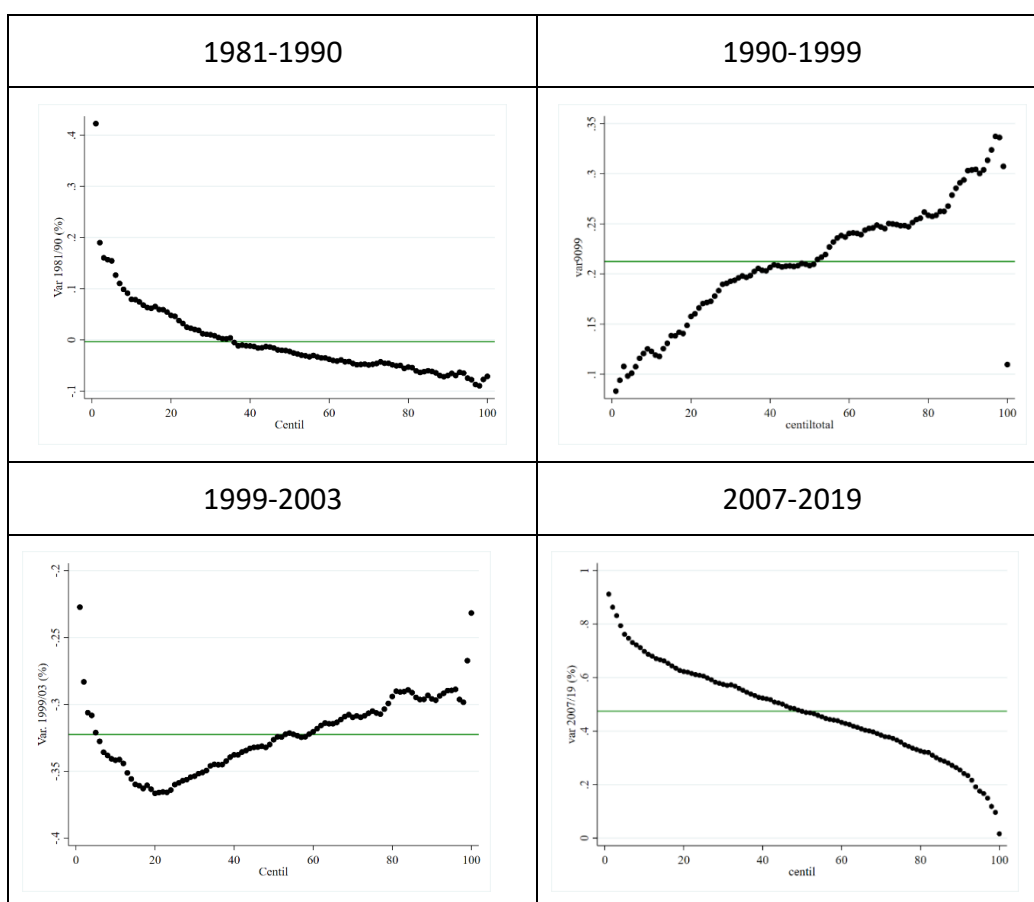 1981-1990
1990-1999
Var 1981/90 (%)
.4
.3
.2
.1
0
-.1
0 20 40 60 80 100
Centil
var9099
.35
.3
.25
.2
.15
.1
0 20 40 60 80 100
centiltotal
1999-2003
2007-2019
Var. 1999/03 (%)
-.2
-.25
-.3
-.35
-.4
0 20 40 60 80 100
Centil
var 2007/19 (%)
1
.8
.6
.4
.2
0
0 20 40 60 80 100
centil